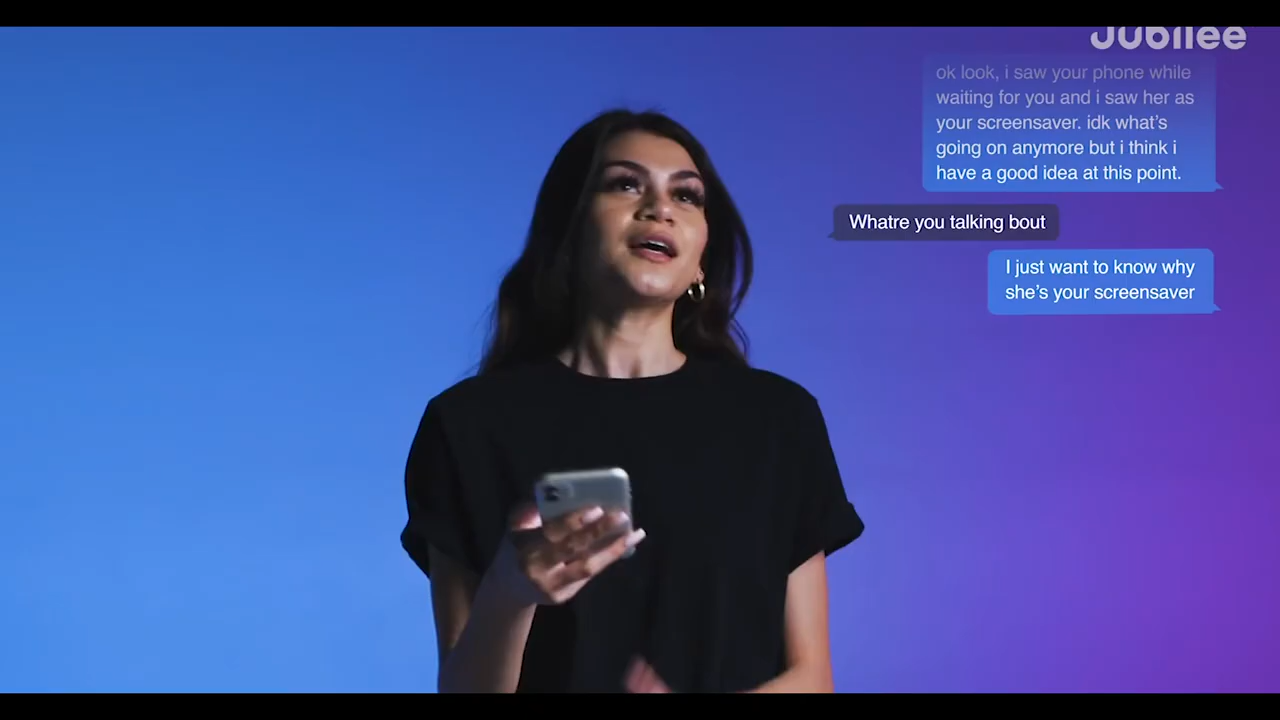 Jubilee
ok look, i saw your phone while
waiting for you and i saw her as
your screensaver. idk what's
going on anymore but i think i
have a good idea at this point.
Whatre you talking bout
I just want to know why
she's your screensaver